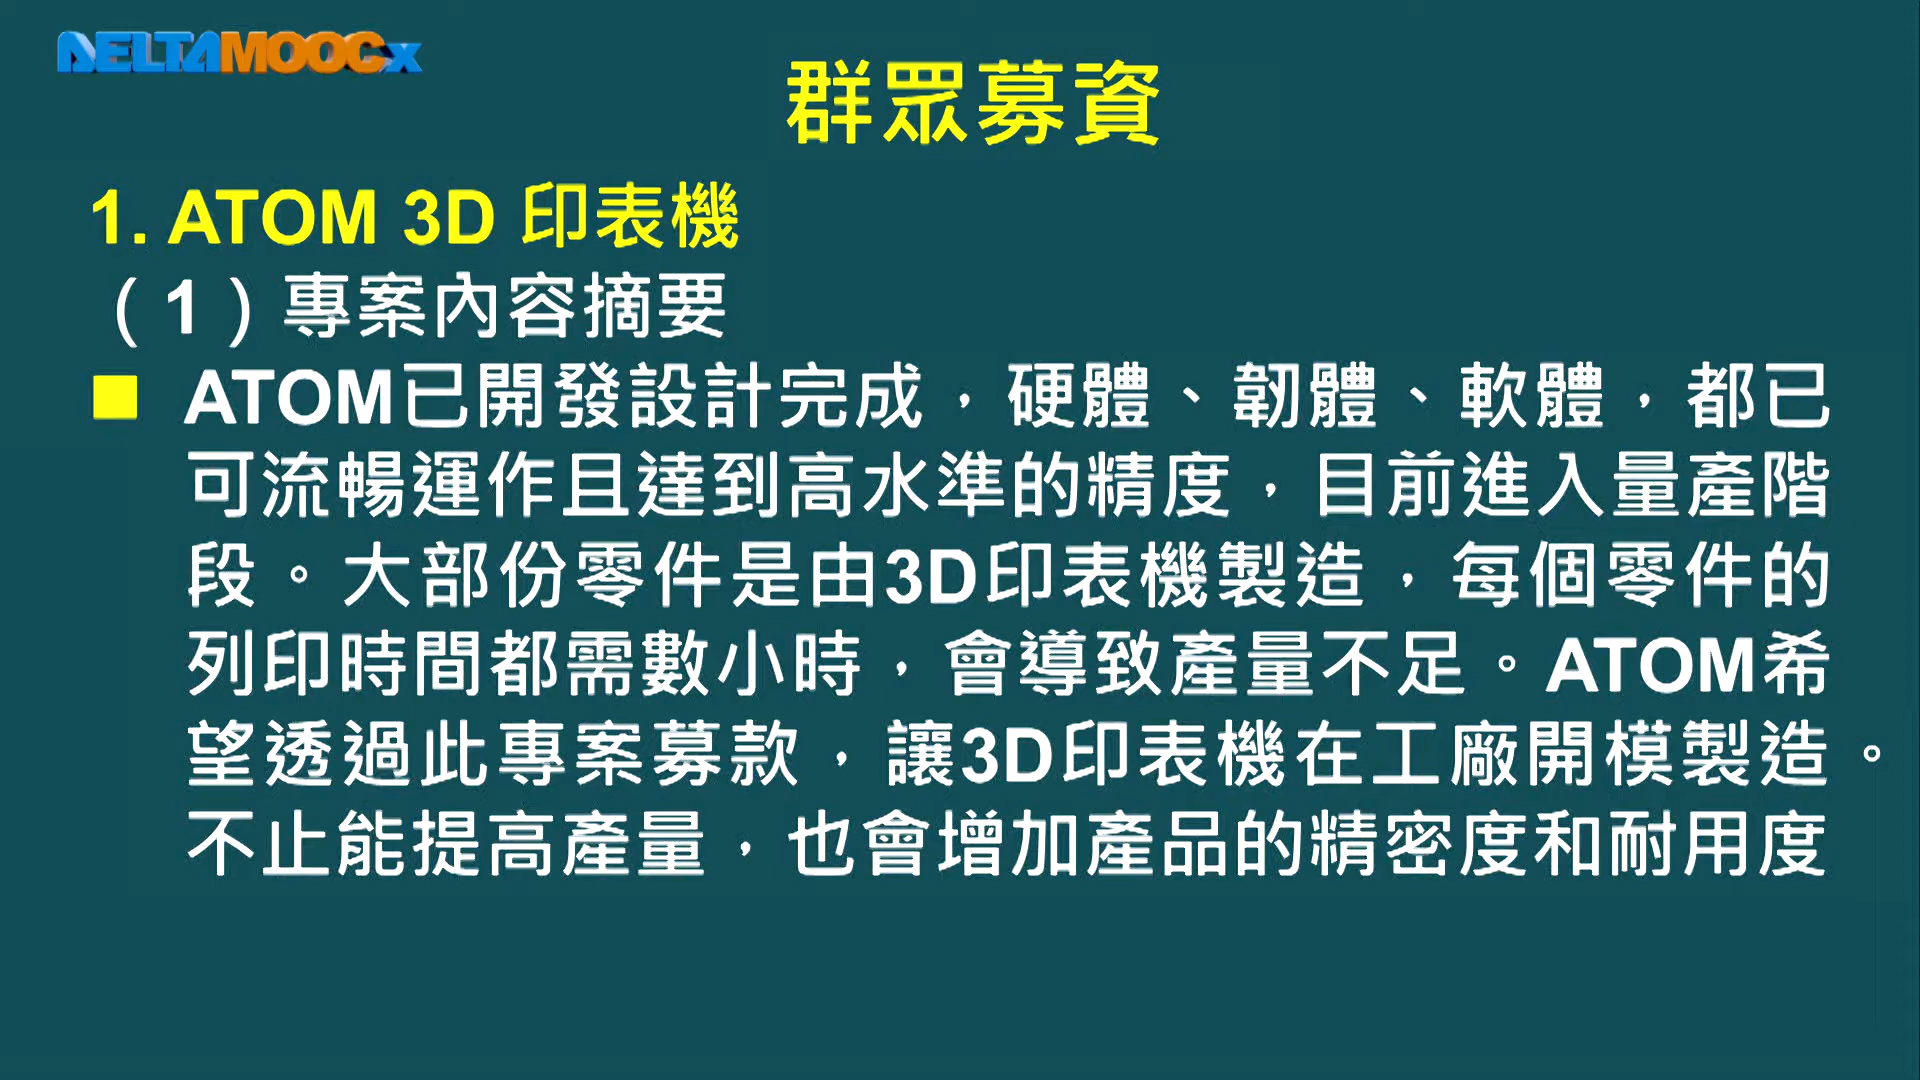 DELTAMOOCx
群眾募資
1. ATOM 3D 印表機
（1）專案內容摘要
ATOM已開發設計完成，硬體、韌體、軟體，都已
可流暢運作且達到高水準的精度，目前進入量產階
段。大部份零件是由3D印表機製造，每個零件的
列印時間都需數小時，會導致產量不足。ATOM希
望透過此專案募款，讓3D印表機在工廠開模製造。
不止能提高產量，也會增加產品的精密度和耐用度